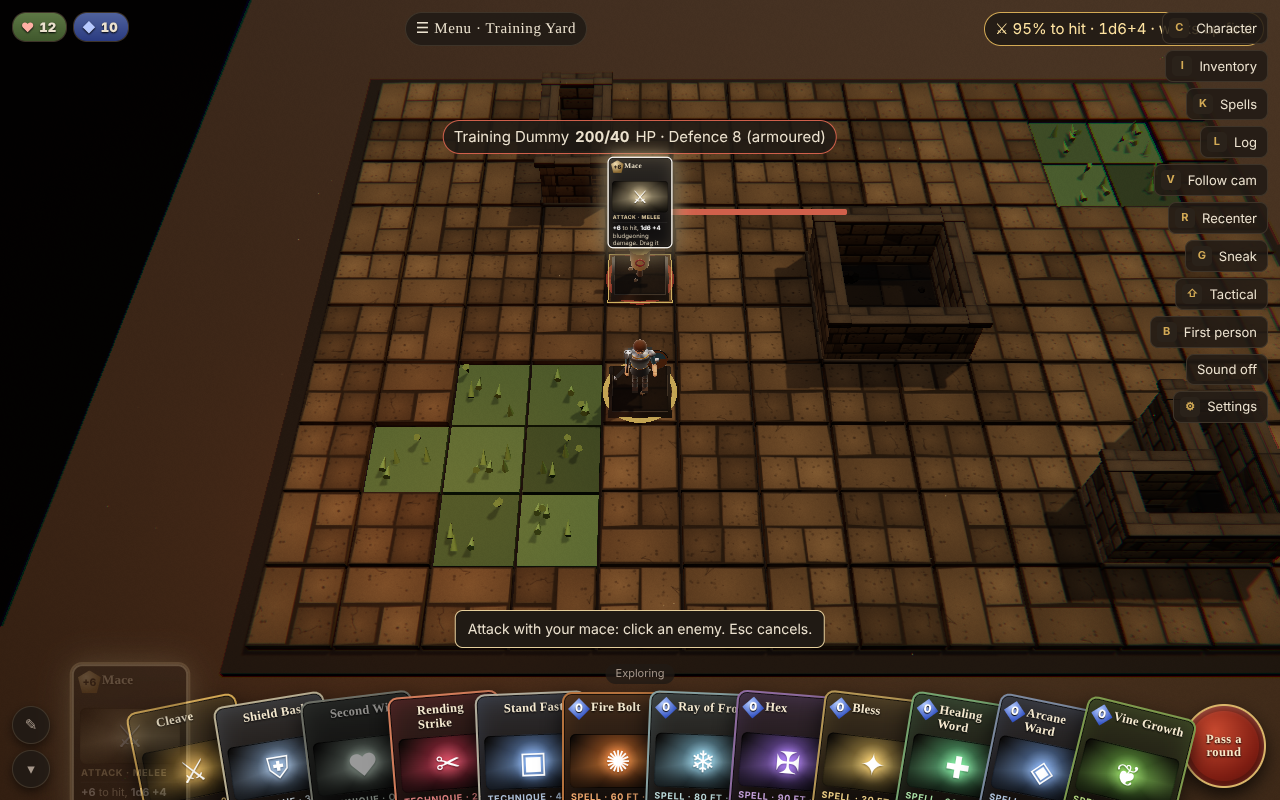 12
10
☰ Menu · Training Yard
⚔ 95% to hit · 1d6+4 ·
C Character
I Inventory
K Spells
L Log
V Follow cam
R Recenter
G Sneak
⇧ Tactical
B First person
Sound off
Settings
Training Dummy 200/40 HP · Defence 8 (armoured)
+6 Mace
ATTACK · MELEE
+6 to hit, 1d6 +4
bludgeoning
damage. Drag it
Attack with your mace: click an enemy. Esc cancels.
Exploring
+6 Mace
ATTACK · MELEE
+6 to hit, 1d6 +4
Cleave
Shield Bas
Second Wi
Rending
Strike
TECHNIQUE
Stand Fast
TECHNIQUE · 4
0 Fire Bolt
SPELL · 60 FT
0 Ray of Fro
SPELL · 80 FT
0 Hex
SPELL · 90 FT
0 Bless
SPELL
0 Healing
Word
SPELL
0 Arcane
Ward
0 Vine Growth
Pass a
round